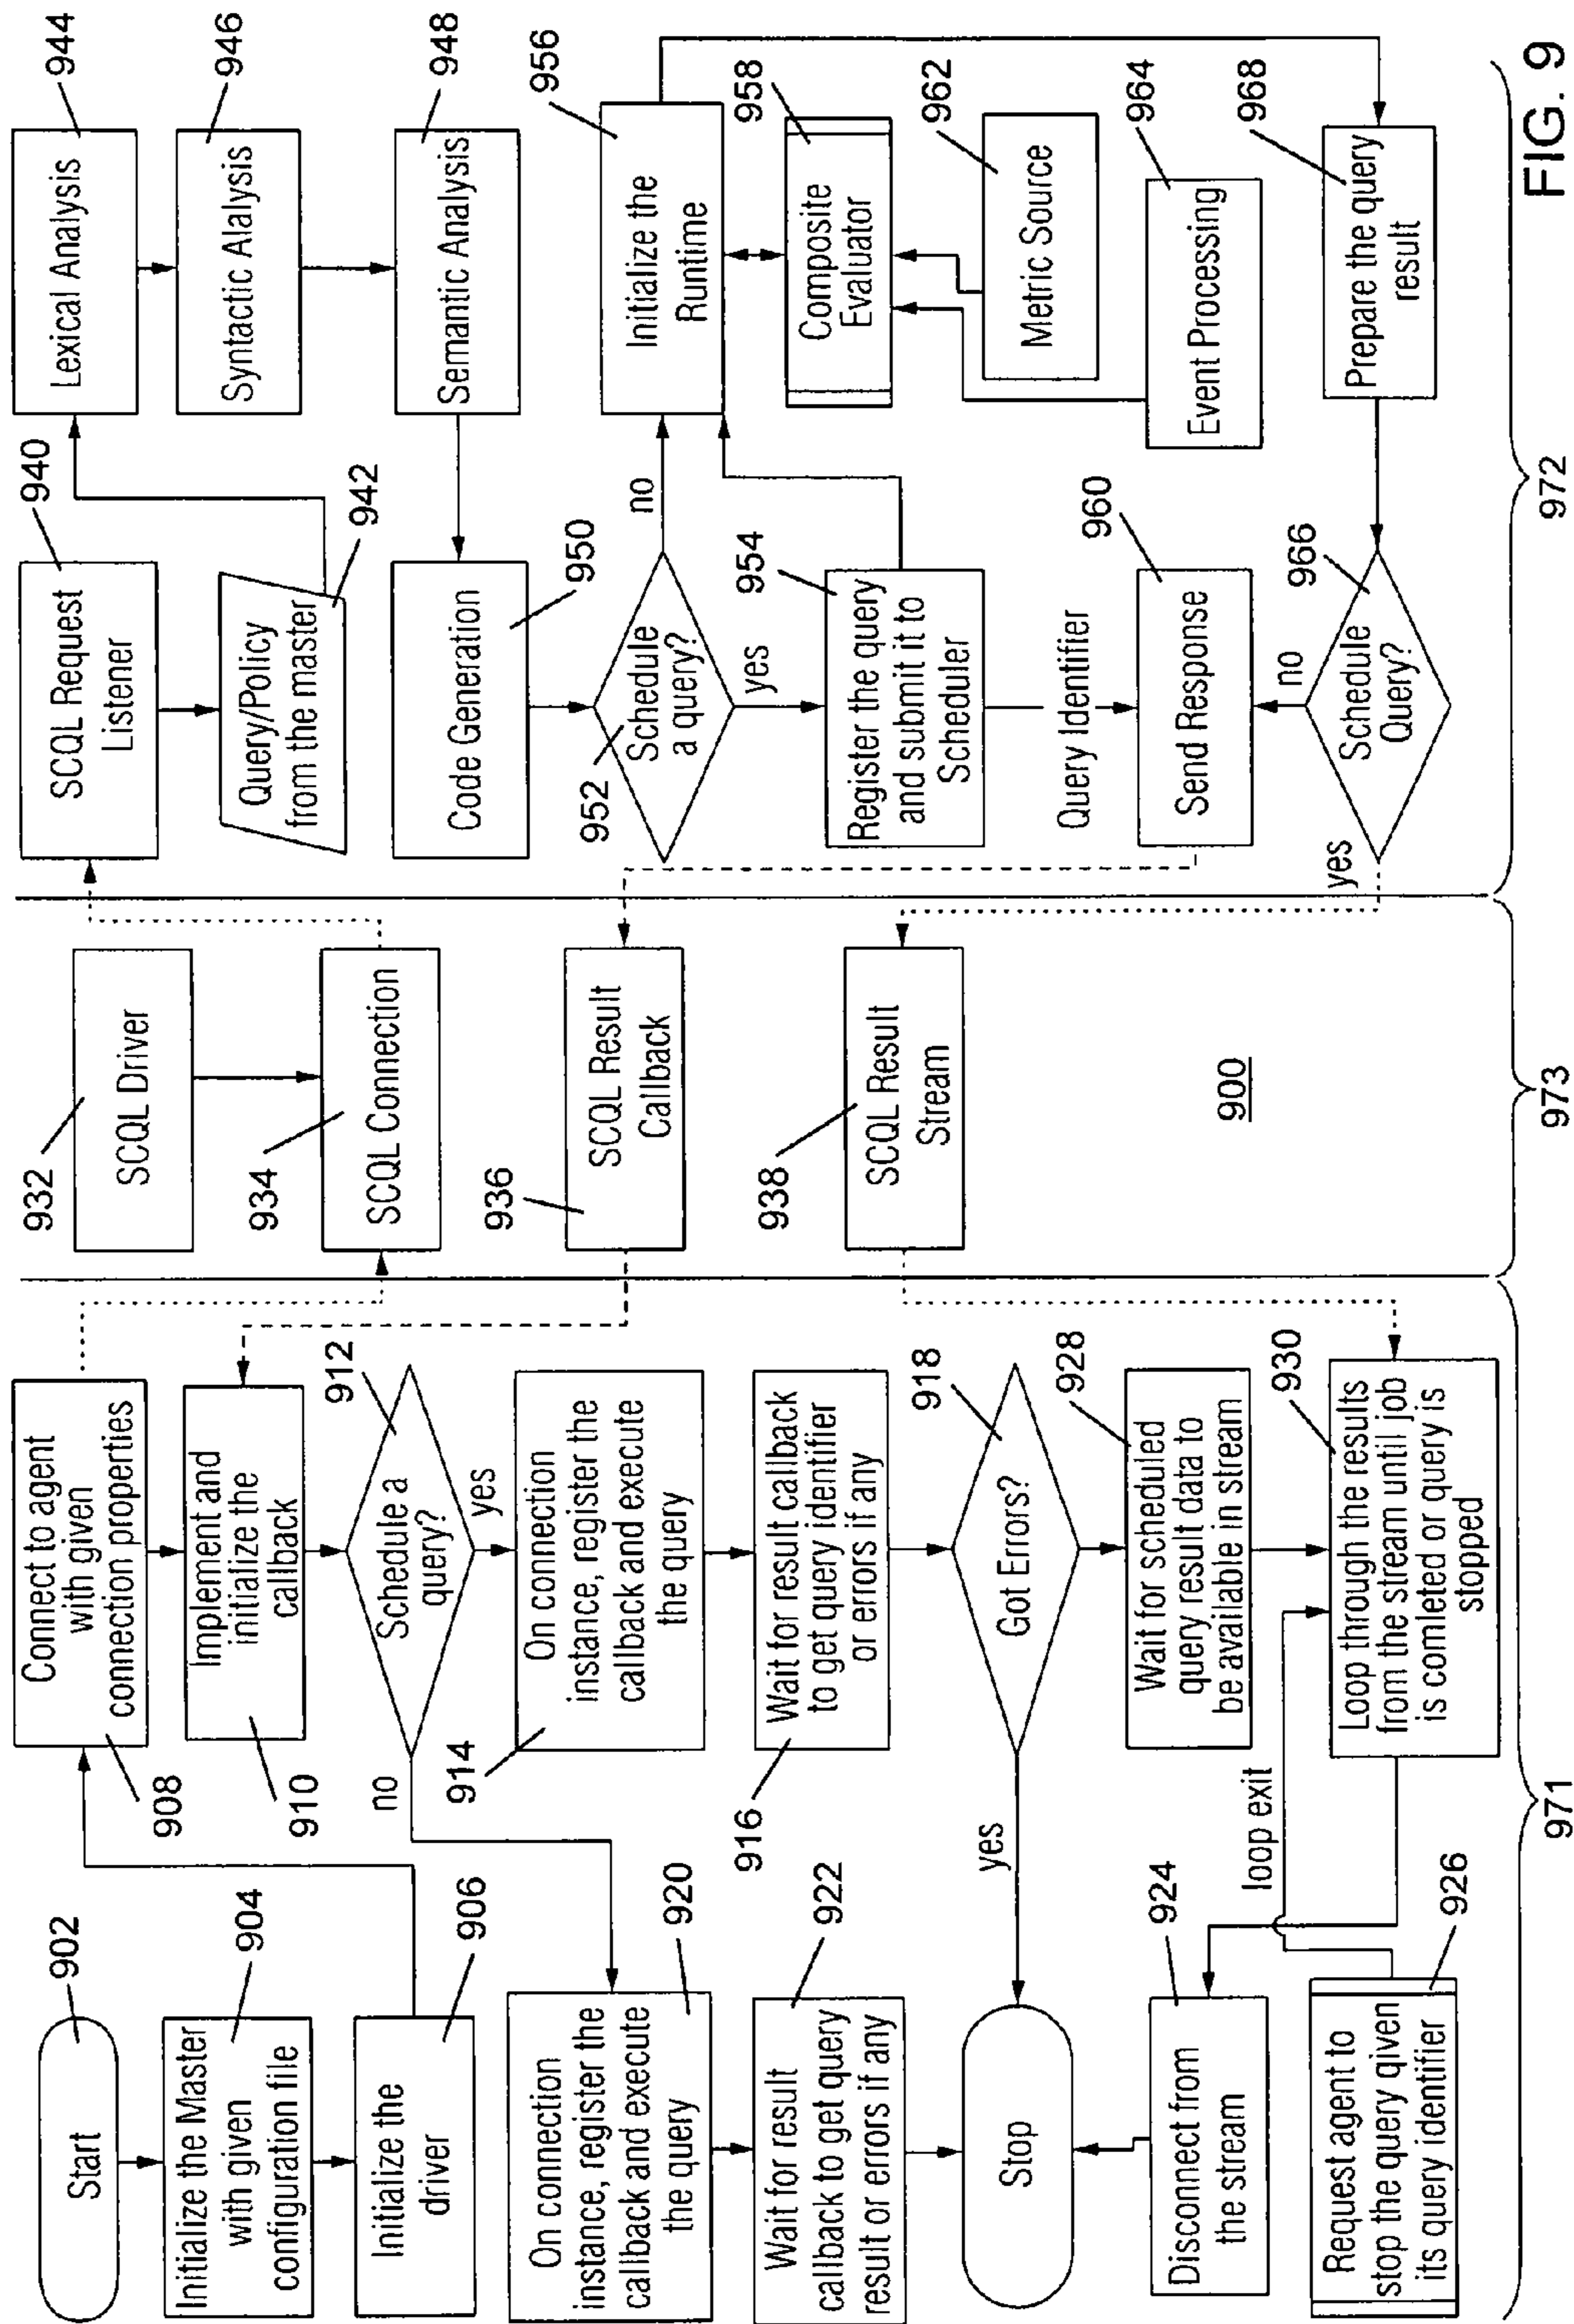 902
Start
904
Initialize the Master
with given
configuration file
906
Initialize the
driver
908
Connect to agent
with given
connection properties
910
Implement and
initialize the
callback
912
Schedule a
query?
no
yes
914
On connection
instance, register the
callback and execute
the query
916
Wait for result callback
to get query identifier
or errors if any
918
Got Errors?
yes
920
On connection
instance, register the
callback and execute
the query
922
Wait for result
callback to get query
result or errors if any
Stop
924
Disconnect from
the stream
926
Request agent to
stop the query given
its query identifier
loop exit
928
Wait for scheduled
query result data to
be available in stream
930
Loop through the results
from the stream until job
is comleted or query is
stopped
971
932
SCQL Driver
934
SCQL Connection
936
SCQL Result
Callback
938
SCQL Result
Stream
900
973
940
SCQL Request
Listener
942
Query/Policy
from the master
944
Lexical Analysis
946
Syntactic Alalysis
948
Semantic Analysis
950
Code Generation
952
Schedule
a query?
no
yes
954
Register the query
and submit it to
Scheduler
956
Initialize the
Runtime
958
Composite
Evaluator
962
Metric Source
964
Event Processing
Query Identifier
960
Send Response
966
Schedule
Query?
no
yes
968
Prepare the query
result
972
FIG. 9